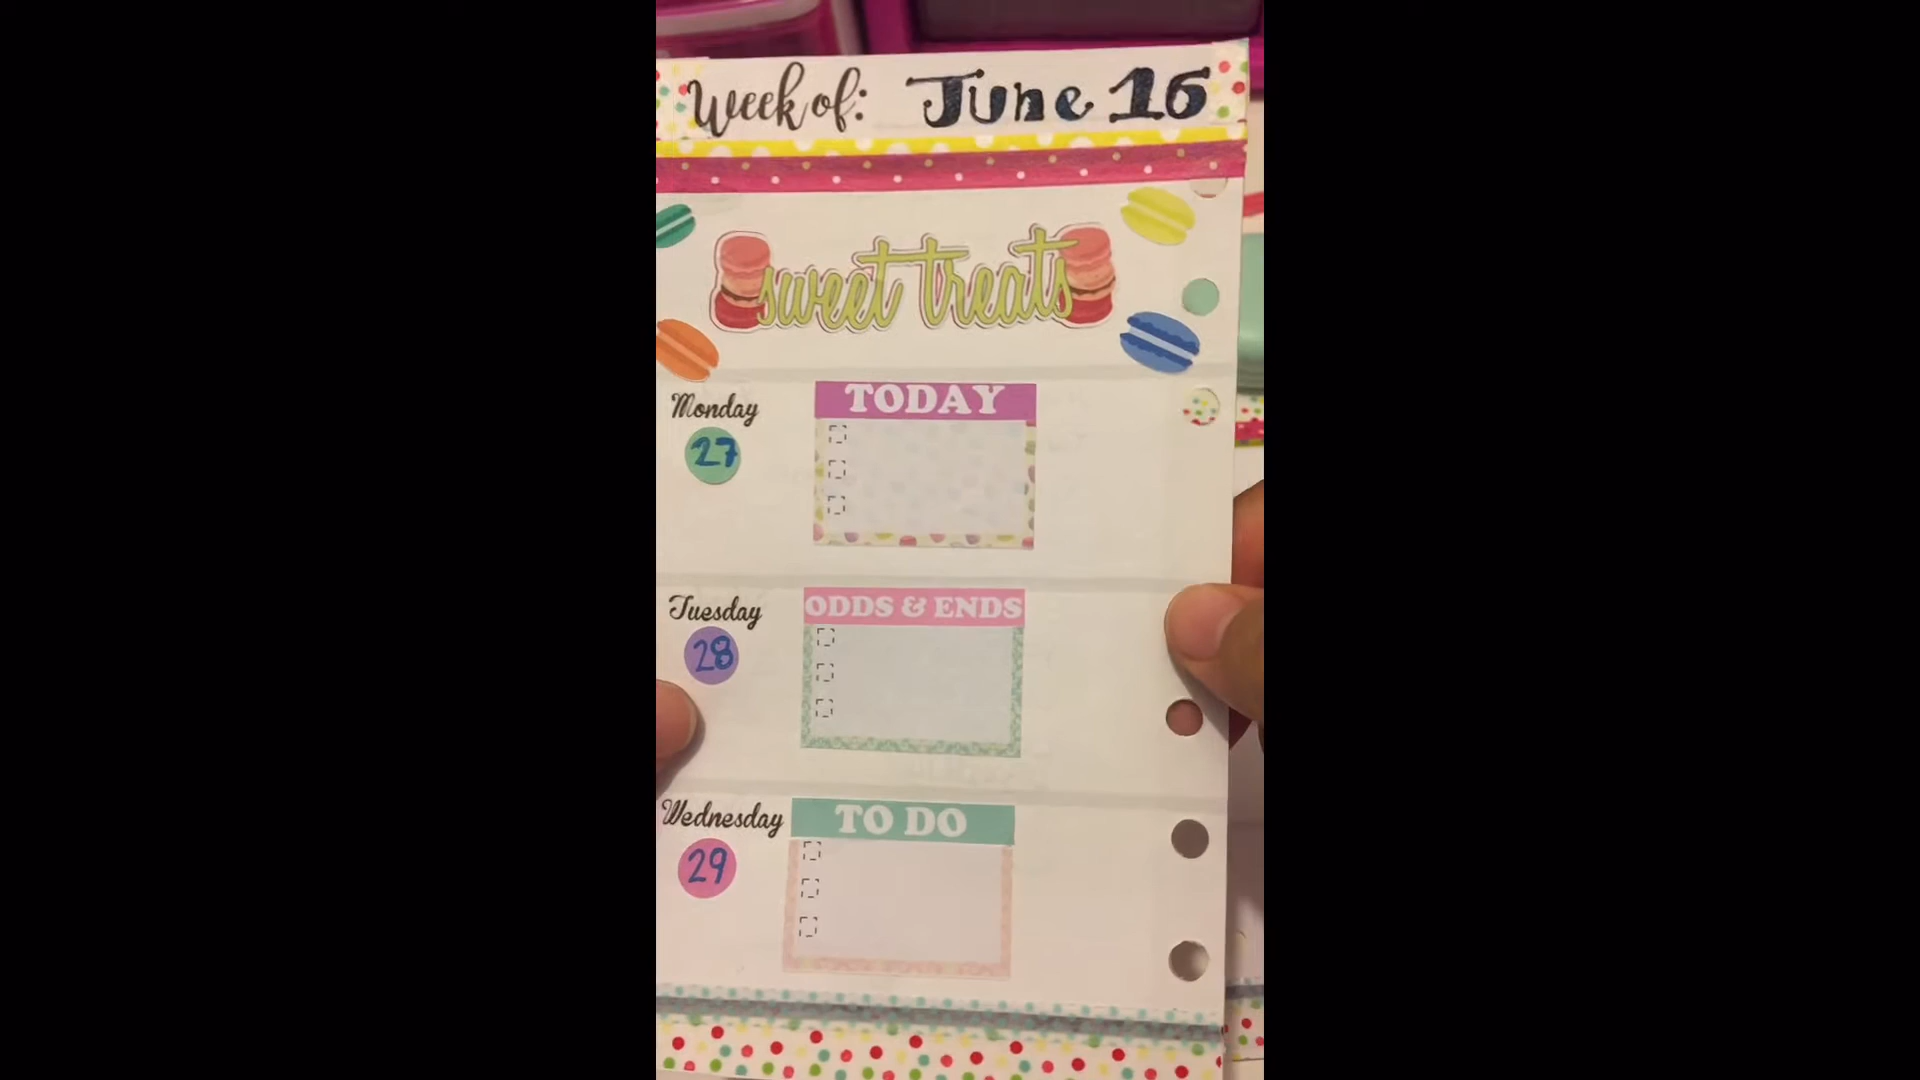 Week of: June 16
sweet treats
Monday
27
TODAY
Tuesday
28
ODDS & ENDS
Wednesday
29
TO DO